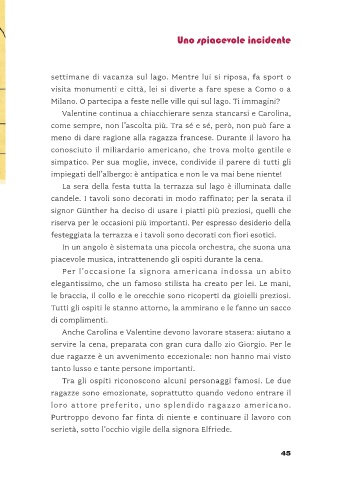 Uno spiacevole incidente
settimane di vacanza sul lago. Mentre lui si riposa, fa sport o
visita monumenti e città, lei si diverte a fare spese a Como o a
Milano. O partecipa a feste nelle ville qui sul lago. Ti immagini?
Valentine continua a chiacchierare senza stancarsi e Carolina,
come sempre, non l'ascolta più. Tra sé e sé, però, non può fare a
meno di dare ragione alla ragazza francese. Durante il lavoro ha
conosciuto il miliardario americano, che trova molto gentile e
simpatico. Per sua moglie, invece, condivide il parere di tutti gli
impiegati dell'albergo: è antipatica e non le va mai bene niente!
La sera della festa tutta la terrazza sul lago è illuminata dalle
candele. I tavoli sono decorati in modo raffinato; per la serata il
signor Günther ha deciso di usare i piatti più preziosi, quelli che
riserva per le occasioni più importanti. Per espresso desiderio della
festeggiata la terrazza e i tavoli sono decorati con fiori esotici.
In un angolo è sistemata una piccola orchestra, che suona una
piacevole musica, intrattenendo gli ospiti durante la cena.
Per l'occasione la signora americana indossa un abito
elegantissimo, che un famoso stilista ha creato per lei. Le mani,
le braccia, il collo e le orecchie sono ricoperti da gioielli preziosi.
Tutti gli ospiti le stanno attorno, la ammirano e le fanno un sacco
di complimenti.
Anche Carolina e Valentine devono lavorare stasera: aiutano a
servire la cena, preparata con gran cura dallo zio Giorgio. Per le
due ragazze è un avvenimento eccezionale: non hanno mai visto
tanto lusso e tante persone importanti.
Tra gli ospiti riconoscono alcuni personaggi famosi. Le due
ragazze sono emozionate, soprattutto quando vedono entrare il
loro attore preferito, uno splendido ragazzo americano.
Purtroppo devono far finta di niente e continuare il lavoro con
serietà, sotto l'occhio vigile della signora Elfriede.
45